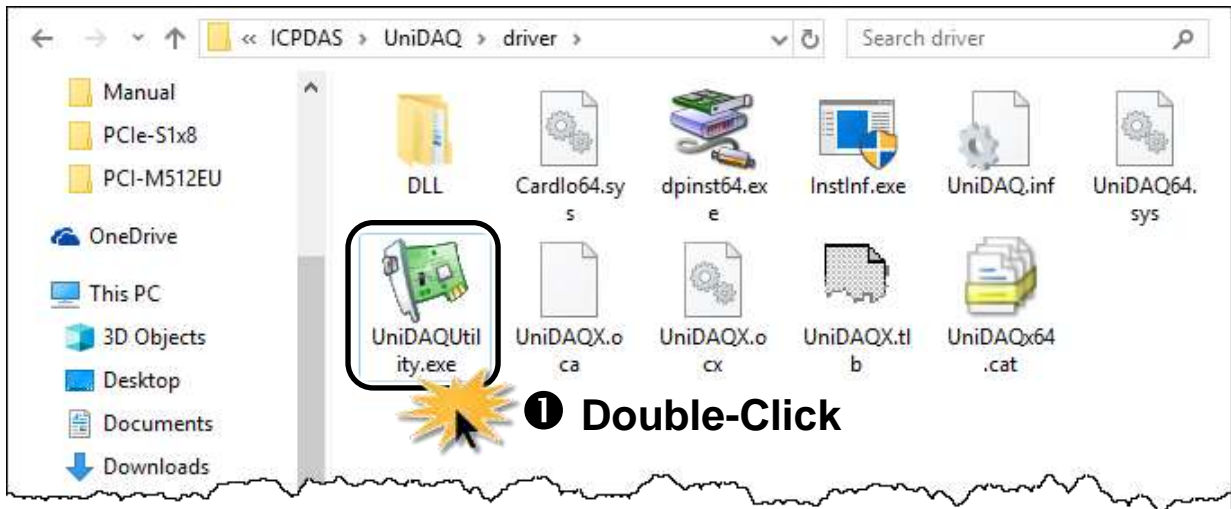 « ICPDAS > UniDAQ > driver >
Search driver
Manual
PCIe-S1x8
PCI-M512EU
OneDrive
This PC
3D Objects
Desktop
Documents
Downloads
DLL
CardIo64.sy
s
dpinst64.ex
e
InstInf.exe
UniDAQ.inf
UniDAQ64.
sys
UniDAQUtil
ity.exe
UniDAQX.o
ca
UniDAQX.o
cx
UniDAQX.tl
b
UniDAQx64
.cat
❶ Double-Click